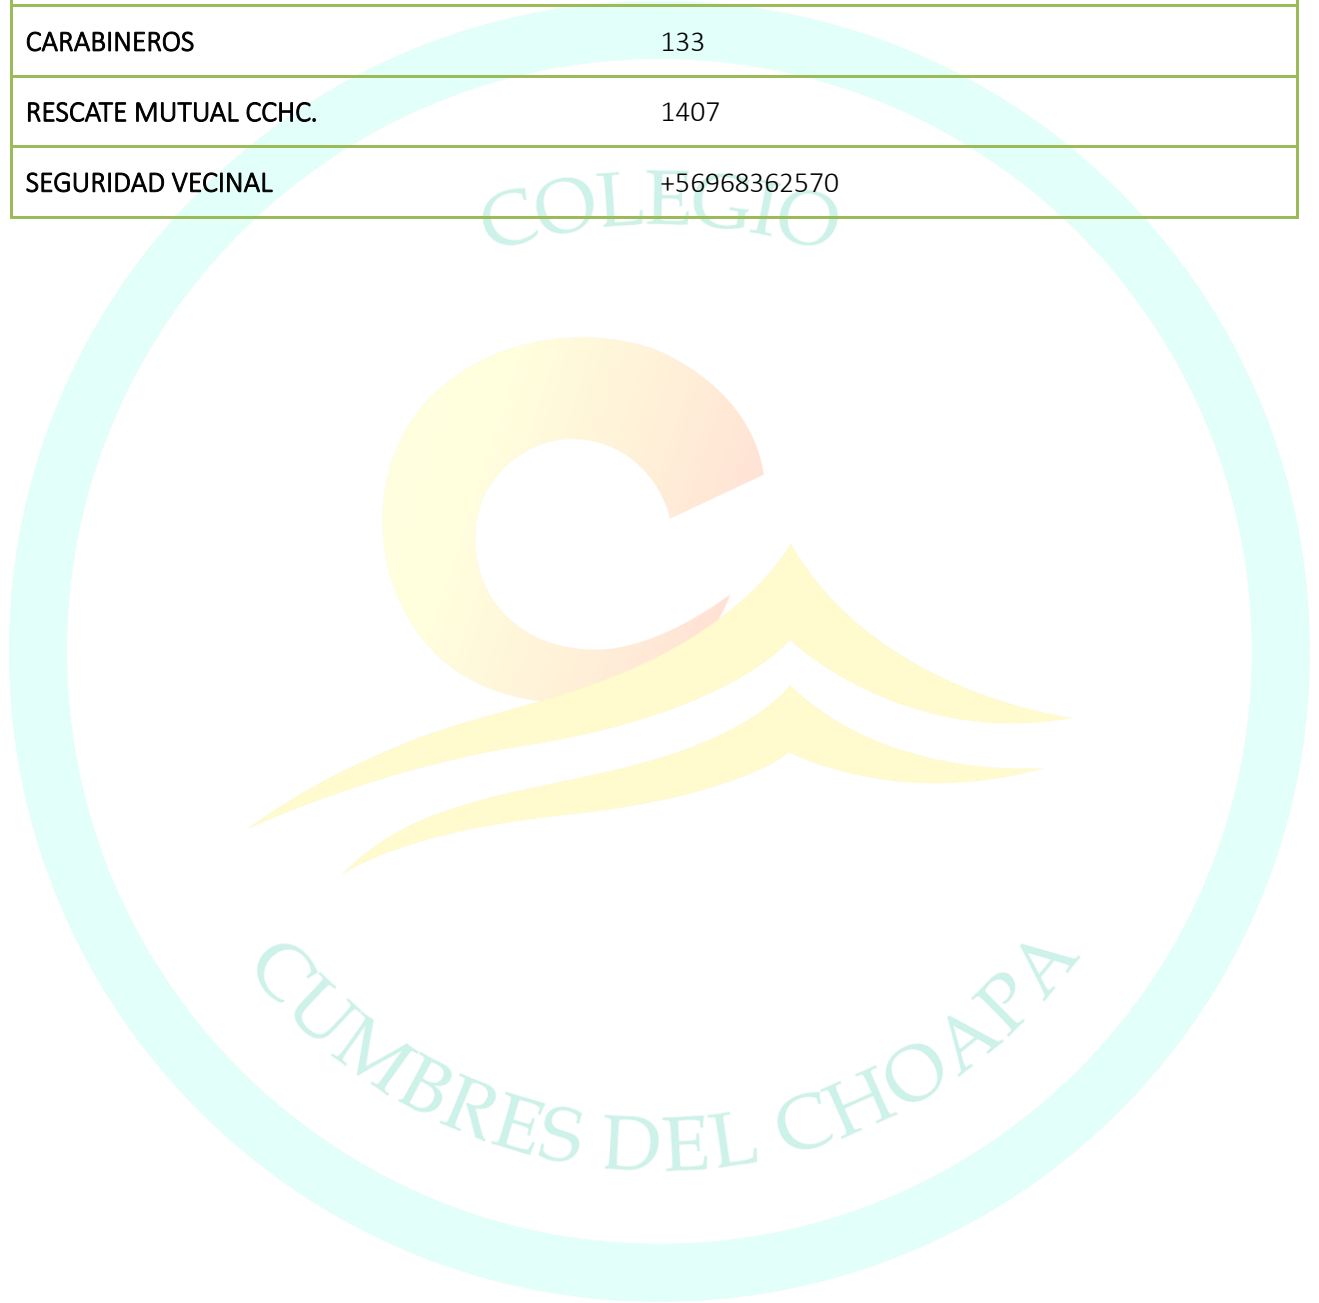 CARABINEROS 133
RESCATE MUTUAL CCHC. 1407
SEGURIDAD VECINAL +56968362570
COLEGIO
CUMBRES DEL CHOAPA